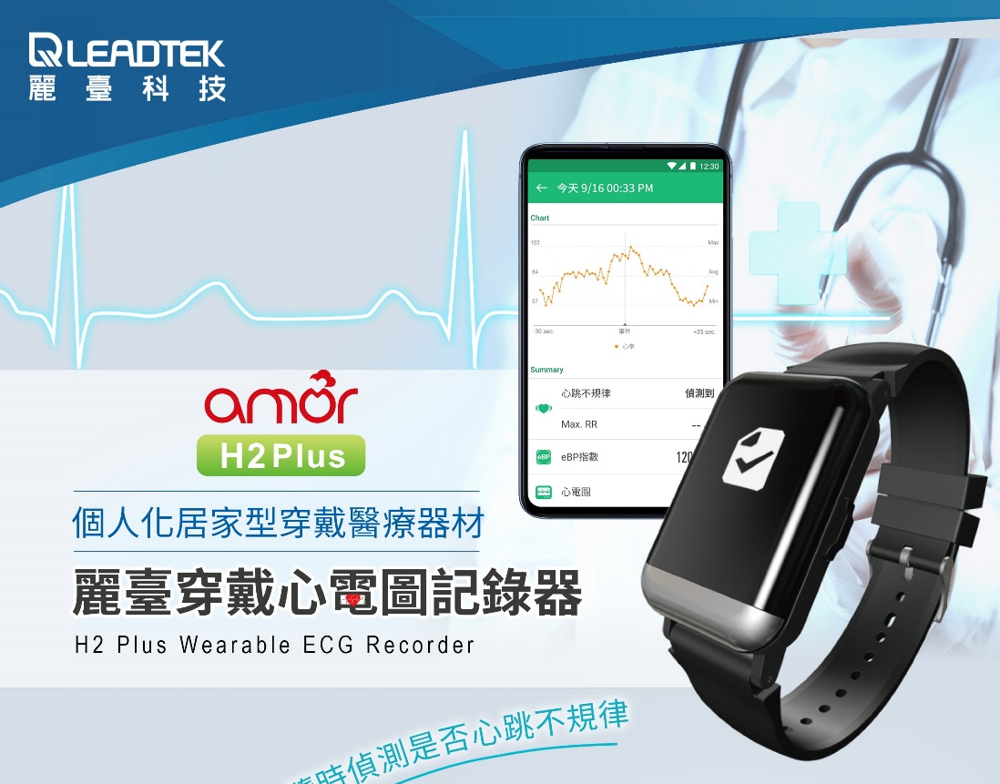 LEADTEK
麗臺科技
12:30
今天 9/16 00:33 PM
Chart
123
Max
84
Avg
57
Min
-30 sec.
事件
+35 sec.
心率
Summary
心跳不規律
偵測到
Max. RR
--
eBP
eBP指數
120
心電圖
amor
H2 Plus
個人化居家型穿戴醫療器材
麗臺穿戴心電圖記錄器
H2 Plus Wearable ECG Recorder
隨時偵測是否心跳不規律